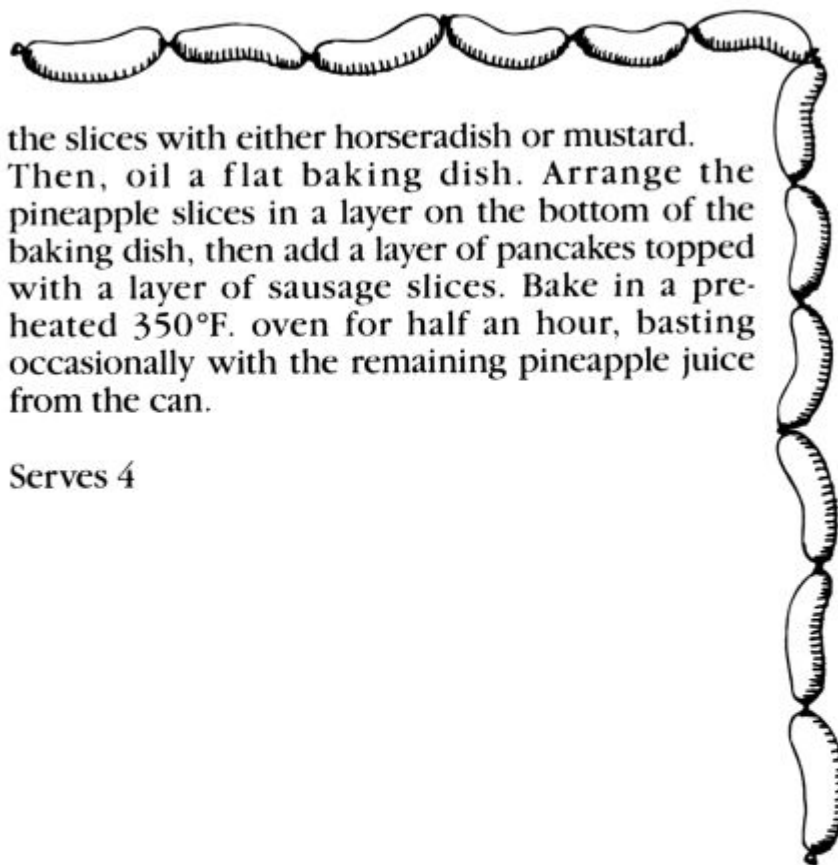 the slices with either horseradish or mustard.
Then, oil a flat baking dish. Arrange the
pineapple slices in a layer on the bottom of the
baking dish, then add a layer of pancakes topped
with a layer of sausage slices. Bake in a pre-
heated 350°F. oven for half an hour, basting
occasionally with the remaining pineapple juice
from the can.
Serves 4